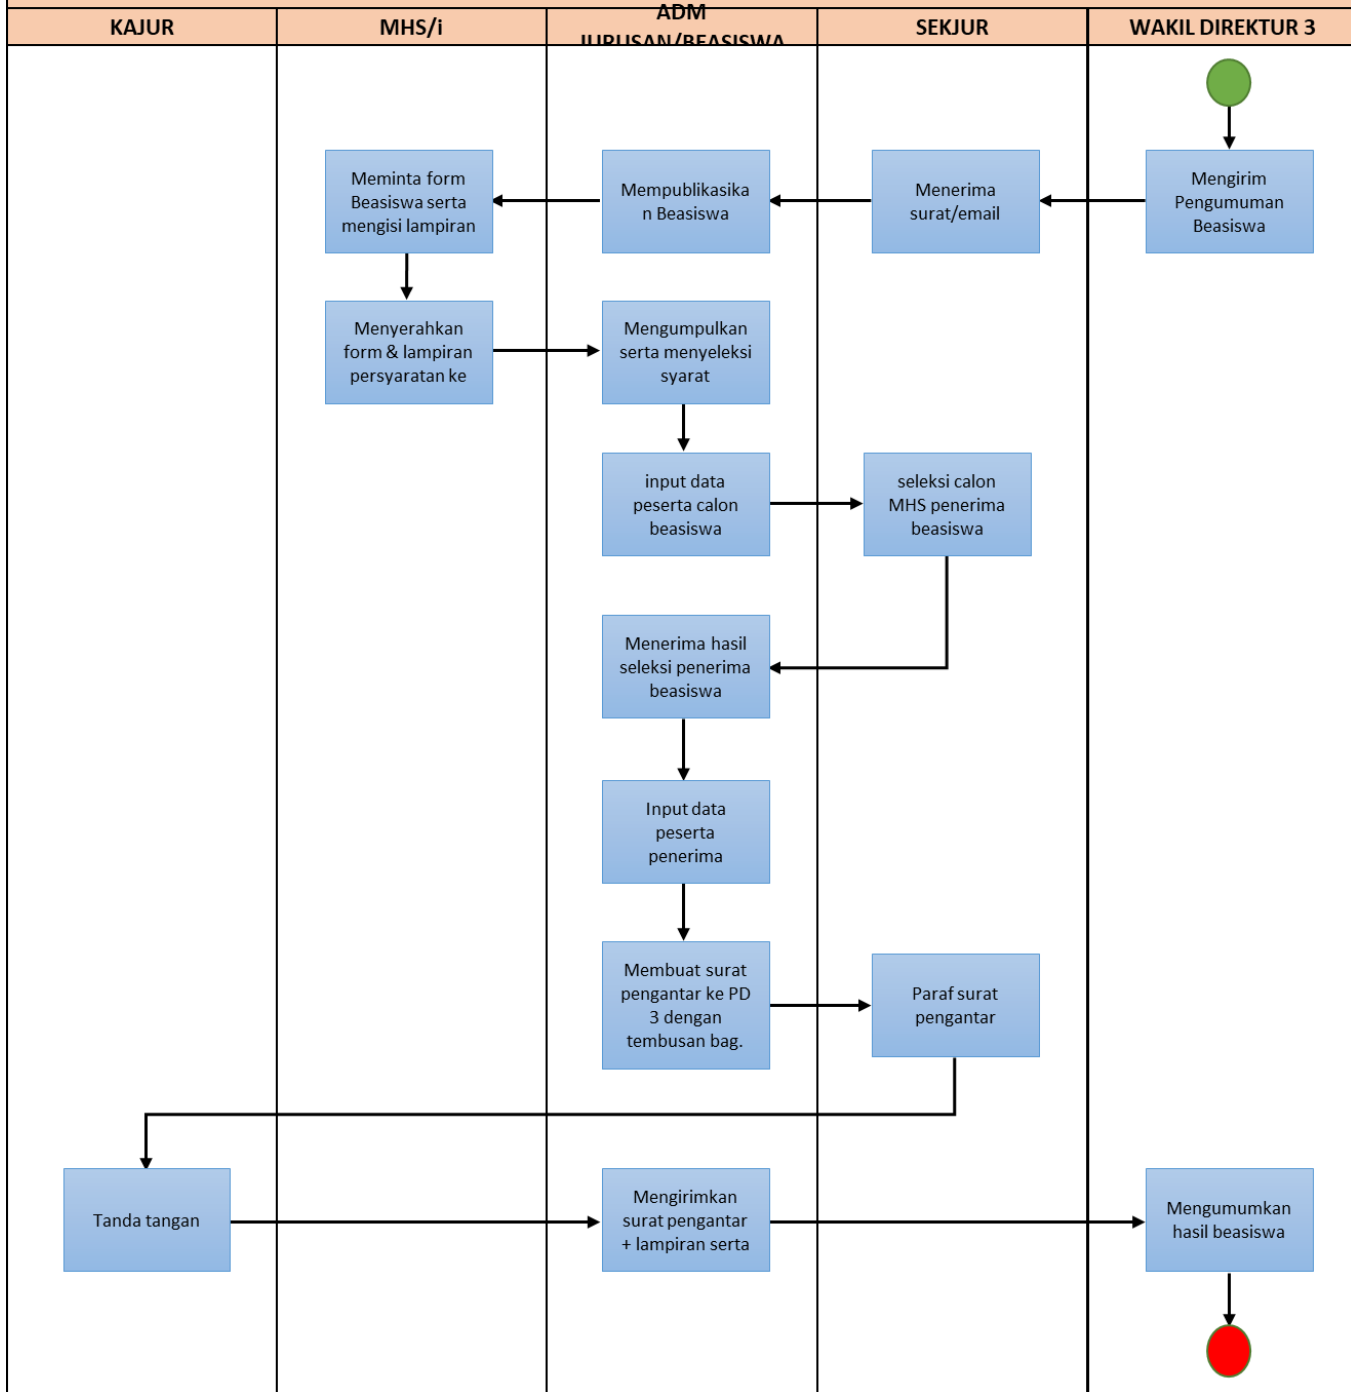 KAJUR
MHS/i
ADM
JURUSAN/BEASISWA
SEKJUR
WAKIL DIREKTUR 3
Meminta form
Beasiswa serta
mengisi lampiran
Mempublikasika
n Beasiswa
Menerima
surat/email
Mengirim
Pengumuman
Beasiswa
Menyerahkan
form & lampiran
persyaratan ke
Mengumpulkan
serta menyeleksi
syarat
input data
peserta calon
beasiswa
seleksi calon
MHS penerima
beasiswa
Menerima hasil
seleksi penerima
beasiswa
Input data
peserta
penerima
Membuat surat
pengantar ke PD
3 dengan
tembusan bag.
Paraf surat
pengantar
Tanda tangan
Mengirimkan
surat pengantar
+ lampiran serta
Mengumumkan
hasil beasiswa